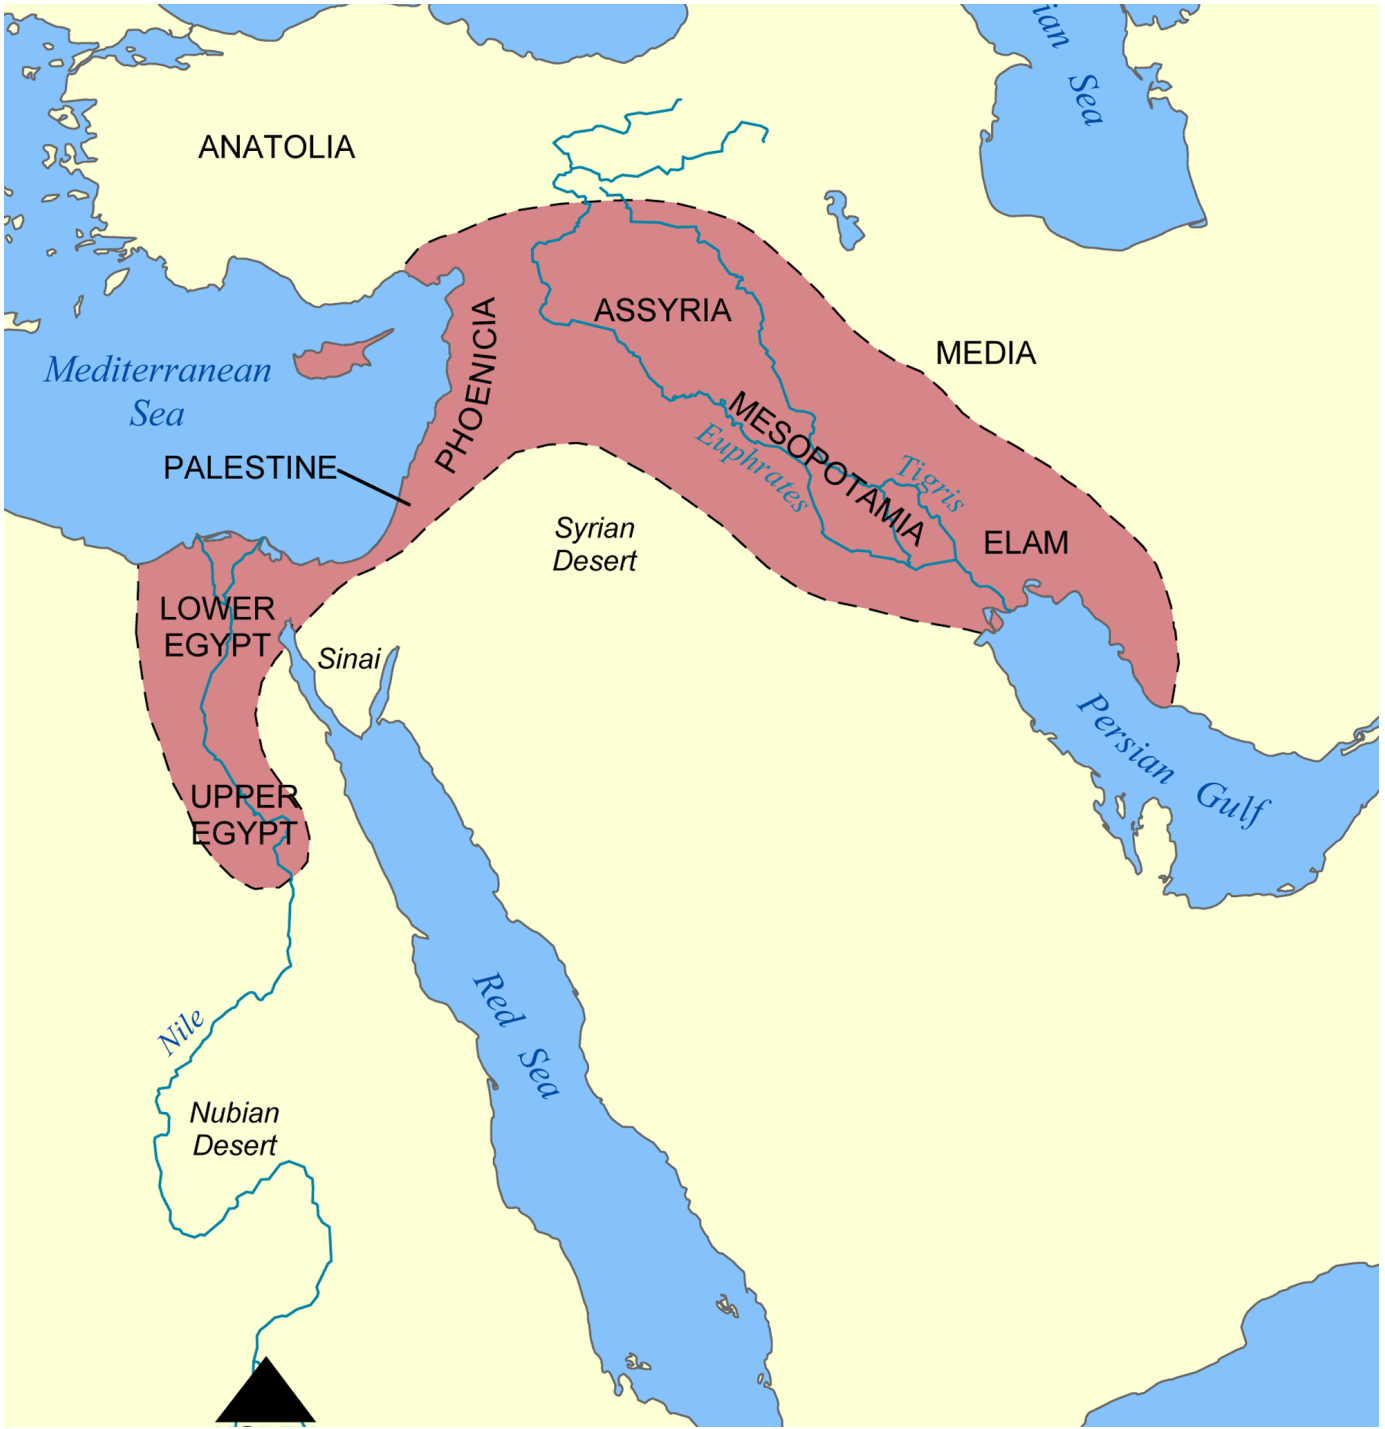 ian Sea
ANATOLIA
ASSYRIA
MEDIA
PHOENICIA
Mediterranean
Sea
MESOPOTAMIA
Euphrates
Tigris
PALESTINE
Syrian
Desert
ELAM
LOWER
EGYPT
Sinai
Persian Gulf
UPPER
EGYPT
Red Sea
Nile
Nubian
Desert